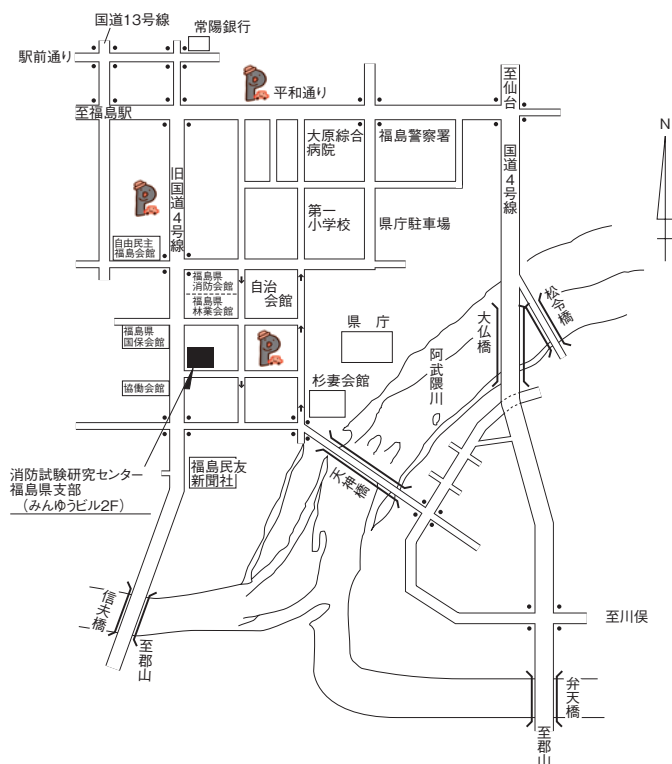 国道13号線
常陽銀行
駅前通り
平和通り
至仙台
至福島駅
大原綜合
病院
福島警察署
N
旧国道4号線
国道4号線
第一
小学校
県庁駐車場
自由民主
福島会館
福島県
消防会館
福島県
林業会館
自治
会館
松令橋
大仏橋
県庁
阿武隈川
福島県
国保会館
協働会館
杉妻会館
天神橋
福島民友
新聞社
消防試験研究センター
福島県支部
(みんゆうビル2F)
信夫橋
至郡山
至川俣
弁天橋
至郡山